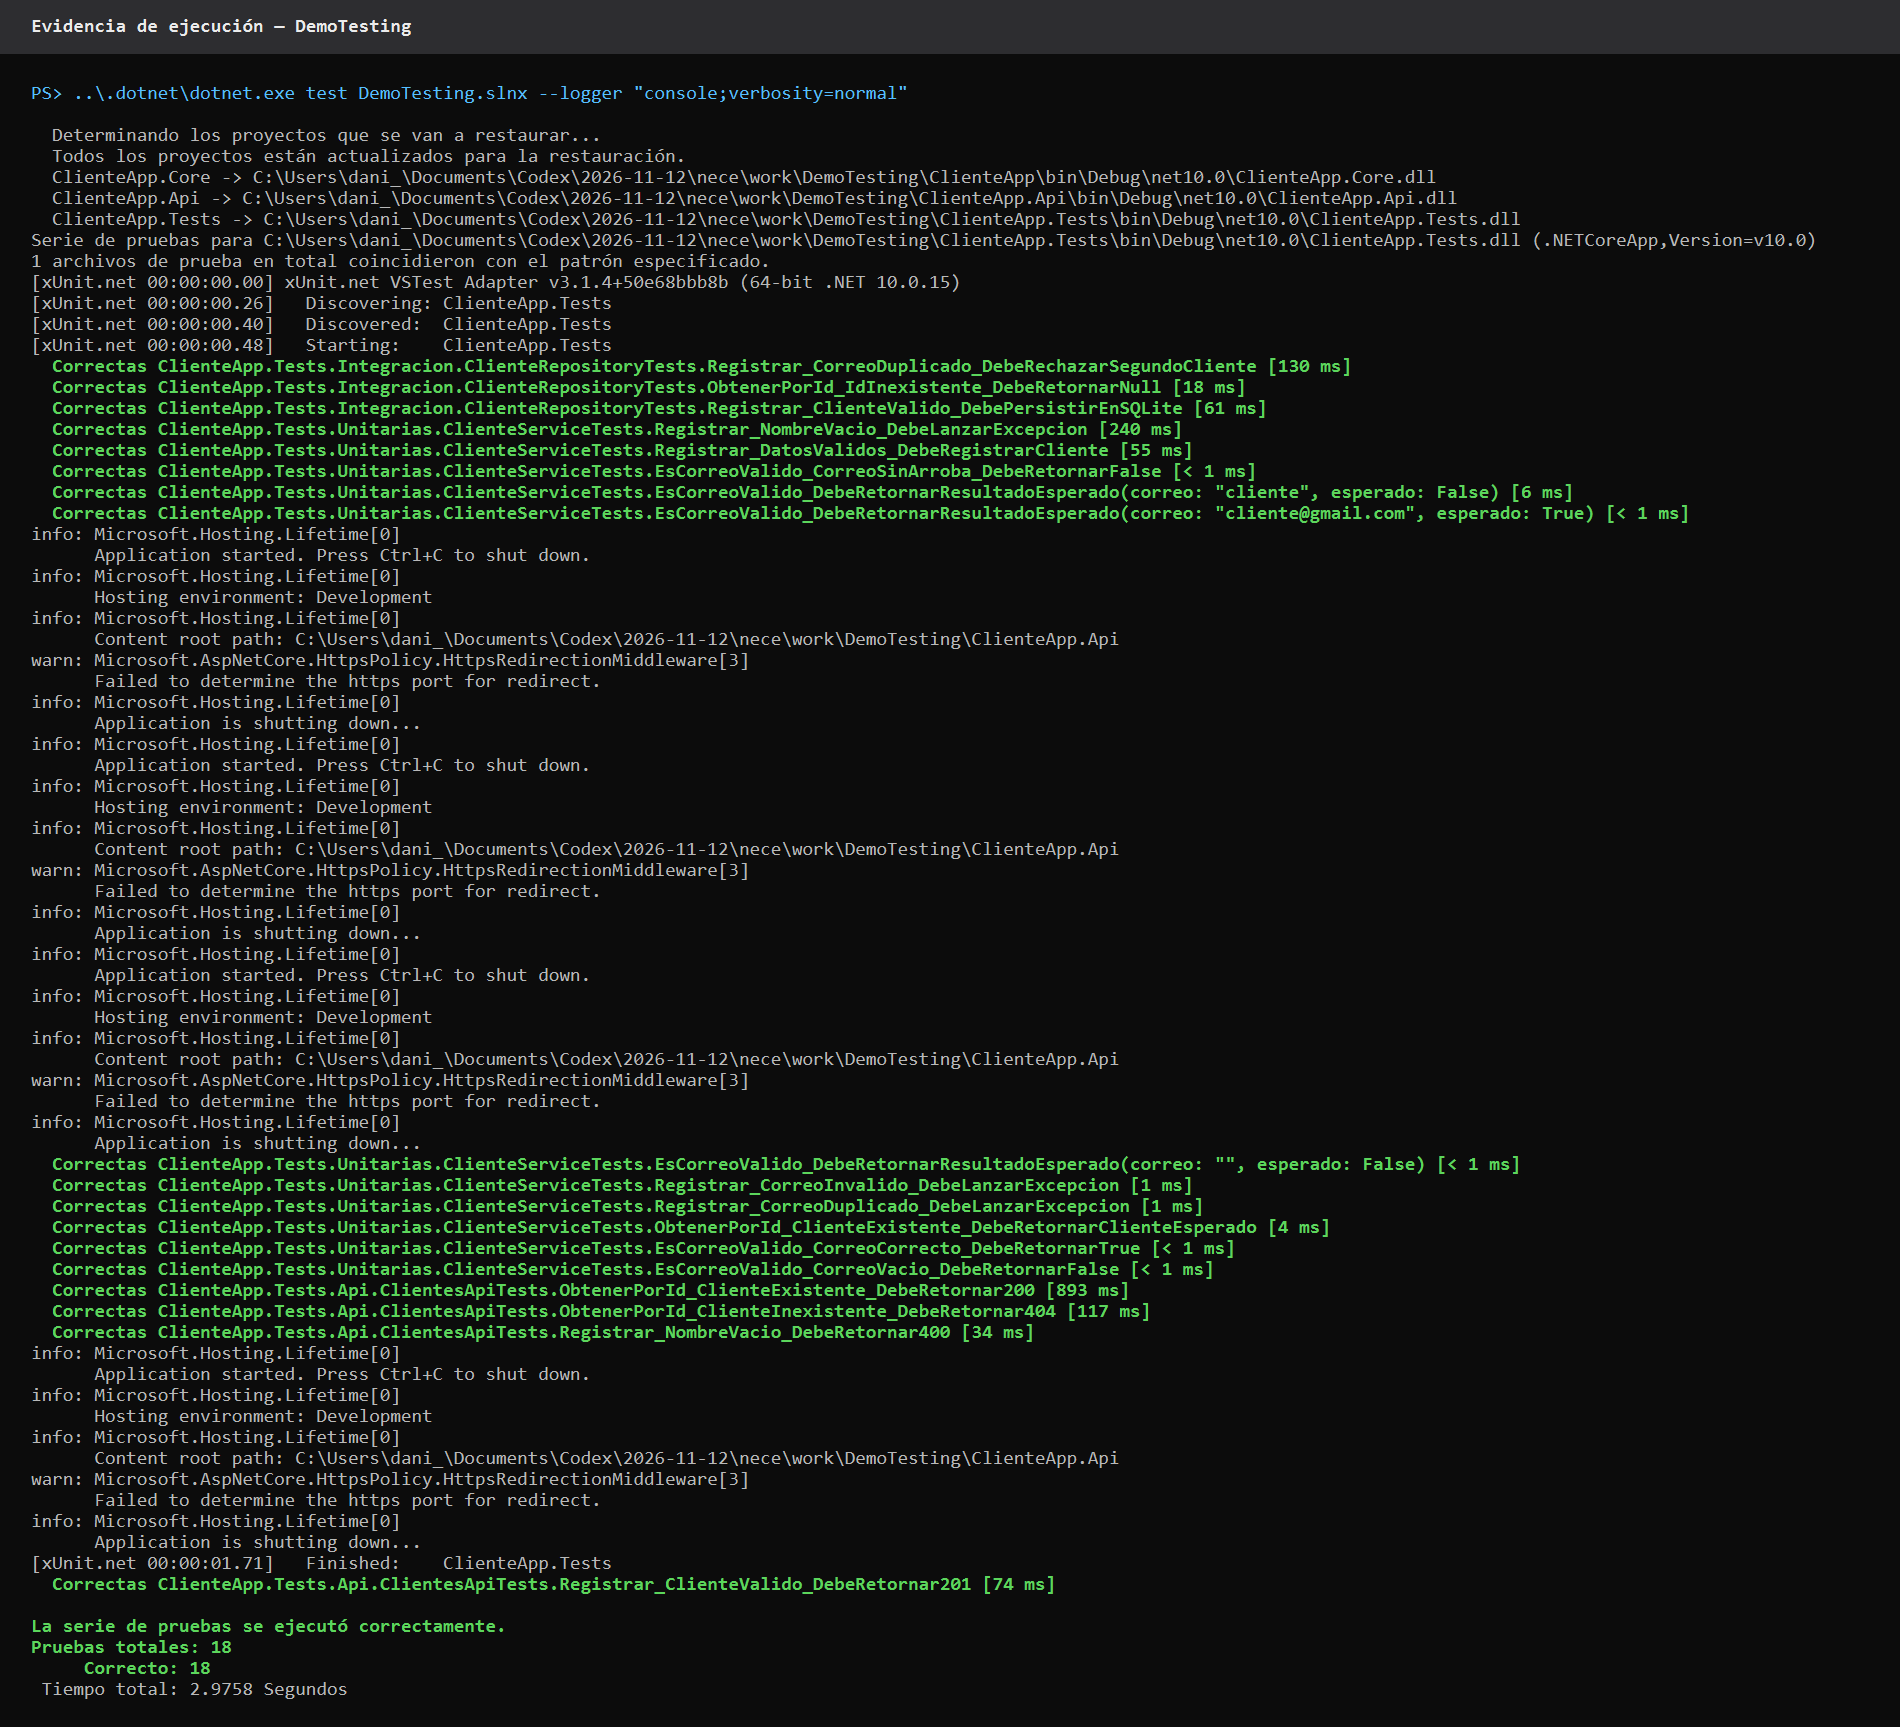 Evidencia de ejecución — DemoTesting
PS> ..\.dotnet\dotnet.exe test DemoTesting.slnx --logger "console;verbosity=normal"
Determinando los proyectos que se van a restaurar...
Todos los proyectos están actualizados para la restauración.
ClienteApp.Core -> C:\Users\dani_\Documents\Codex\2026-11-12\nece\work\DemoTesting\ClienteApp\bin\Debug\net10.0\ClienteApp.Core.dll
ClienteApp.Api -> C:\Users\dani_\Documents\Codex\2026-11-12\nece\work\DemoTesting\ClienteApp.Api\bin\Debug\net10.0\ClienteApp.Api.dll
ClienteApp.Tests -> C:\Users\dani_\Documents\Codex\2026-11-12\nece\work\DemoTesting\ClienteApp.Tests\bin\Debug\net10.0\ClienteApp.Tests.dll
Serie de pruebas para C:\Users\dani_\Documents\Codex\2026-11-12\nece\work\DemoTesting\ClienteApp.Tests\bin\Debug\net10.0\ClienteApp.Tests.dll (.NETCoreApp,Version=v10.0)
1 archivos de prueba en total coincidieron con el patrón especificado.
[xUnit.net 00:00:00.00] xUnit.net VSTest Adapter v3.1.4+50e68bbb8b (64-bit .NET 10.0.15)
[xUnit.net 00:00:00.26]   Discovering: ClienteApp.Tests
[xUnit.net 00:00:00.40]   Discovered:  ClienteApp.Tests
[xUnit.net 00:00:00.48]   Starting:    ClienteApp.Tests
Correctas ClienteApp.Tests.Integracion.ClienteRepositoryTests.Registrar_CorreoDuplicado_DebeRechazarSegundoCliente [130 ms]
Correctas ClienteApp.Tests.Integracion.ClienteRepositoryTests.ObtenerPorId_IdInexistente_DebeRetornarNull [18 ms]
Correctas ClienteApp.Tests.Integracion.ClienteRepositoryTests.Registrar_ClienteValido_DebePersistirEnSQLite [61 ms]
Correctas ClienteApp.Tests.Unitarias.ClienteServiceTests.Registrar_NombreVacio_DebeLanzarExcepcion [240 ms]
Correctas ClienteApp.Tests.Unitarias.ClienteServiceTests.Registrar_DatosValidos_DebeRegistrarCliente [55 ms]
Correctas ClienteApp.Tests.Unitarias.ClienteServiceTests.EsCorreoValido_CorreoSinArroba_DebeRetornarFalse [< 1 ms]
Correctas ClienteApp.Tests.Unitarias.ClienteServiceTests.EsCorreoValido_DebeRetornarResultadoEsperado(correo: "cliente", esperado: False) [6 ms]
Correctas ClienteApp.Tests.Unitarias.ClienteServiceTests.EsCorreoValido_DebeRetornarResultadoEsperado(correo: "cliente@gmail.com", esperado: True) [< 1 ms]
info: Microsoft.Hosting.Lifetime[0]
Application started. Press Ctrl+C to shut down.
info: Microsoft.Hosting.Lifetime[0]
Hosting environment: Development
info: Microsoft.Hosting.Lifetime[0]
Content root path: C:\Users\dani_\Documents\Codex\2026-11-12\nece\work\DemoTesting\ClienteApp.Api
warn: Microsoft.AspNetCore.HttpsPolicy.HttpsRedirectionMiddleware[3]
Failed to determine the https port for redirect.
info: Microsoft.Hosting.Lifetime[0]
Application is shutting down...
info: Microsoft.Hosting.Lifetime[0]
Application started. Press Ctrl+C to shut down.
info: Microsoft.Hosting.Lifetime[0]
Hosting environment: Development
info: Microsoft.Hosting.Lifetime[0]
Content root path: C:\Users\dani_\Documents\Codex\2026-11-12\nece\work\DemoTesting\ClienteApp.Api
warn: Microsoft.AspNetCore.HttpsPolicy.HttpsRedirectionMiddleware[3]
Failed to determine the https port for redirect.
info: Microsoft.Hosting.Lifetime[0]
Application is shutting down...
info: Microsoft.Hosting.Lifetime[0]
Application started. Press Ctrl+C to shut down.
info: Microsoft.Hosting.Lifetime[0]
Hosting environment: Development
info: Microsoft.Hosting.Lifetime[0]
Content root path: C:\Users\dani_\Documents\Codex\2026-11-12\nece\work\DemoTesting\ClienteApp.Api
warn: Microsoft.AspNetCore.HttpsPolicy.HttpsRedirectionMiddleware[3]
Failed to determine the https port for redirect.
info: Microsoft.Hosting.Lifetime[0]
Application is shutting down...
Correctas ClienteApp.Tests.Unitarias.ClienteServiceTests.EsCorreoValido_DebeRetornarResultadoEsperado(correo: "", esperado: False) [< 1 ms]
Correctas ClienteApp.Tests.Unitarias.ClienteServiceTests.Registrar_CorreoInvalido_DebeLanzarExcepcion [1 ms]
Correctas ClienteApp.Tests.Unitarias.ClienteServiceTests.Registrar_CorreoDuplicado_DebeLanzarExcepcion [1 ms]
Correctas ClienteApp.Tests.Unitarias.ClienteServiceTests.ObtenerPorId_ClienteExistente_DebeRetornarClienteEsperado [4 ms]
Correctas ClienteApp.Tests.Unitarias.ClienteServiceTests.EsCorreoValido_CorreoCorrecto_DebeRetornarTrue [< 1 ms]
Correctas ClienteApp.Tests.Unitarias.ClienteServiceTests.EsCorreoValido_CorreoVacio_DebeRetornarFalse [< 1 ms]
Correctas ClienteApp.Tests.Api.ClientesApiTests.ObtenerPorId_ClienteExistente_DebeRetornar200 [893 ms]
Correctas ClienteApp.Tests.Api.ClientesApiTests.ObtenerPorId_ClienteInexistente_DebeRetornar404 [117 ms]
Correctas ClienteApp.Tests.Api.ClientesApiTests.Registrar_NombreVacio_DebeRetornar400 [34 ms]
info: Microsoft.Hosting.Lifetime[0]
Application started. Press Ctrl+C to shut down.
info: Microsoft.Hosting.Lifetime[0]
Hosting environment: Development
info: Microsoft.Hosting.Lifetime[0]
Content root path: C:\Users\dani_\Documents\Codex\2026-11-12\nece\work\DemoTesting\ClienteApp.Api
warn: Microsoft.AspNetCore.HttpsPolicy.HttpsRedirectionMiddleware[3]
Failed to determine the https port for redirect.
info: Microsoft.Hosting.Lifetime[0]
Application is shutting down...
[xUnit.net 00:00:01.71]   Finished:    ClienteApp.Tests
Correctas ClienteApp.Tests.Api.ClientesApiTests.Registrar_ClienteValido_DebeRetornar201 [74 ms]
La serie de pruebas se ejecutó correctamente.
Pruebas totales: 18
Correcto: 18
Tiempo total: 2.9758 Segundos